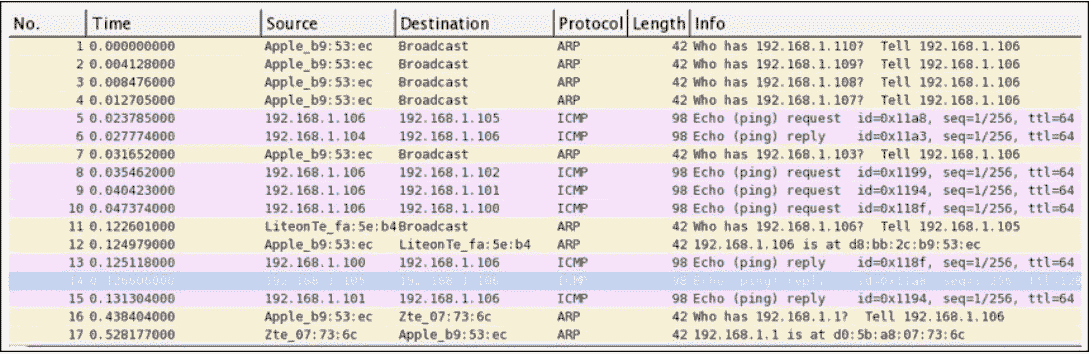 No. Time Source Destination Protocol Length Info
1 0.000000000 Apple_b9:53:ec Broadcast ARP 42 Who has 192.168.1.110? Tell 192.168.1.106
2 0.004128000 Apple_b9:53:ec Broadcast ARP 42 Who has 192.168.1.109? Tell 192.168.1.106
3 0.008476000 Apple_b9:53:ec Broadcast ARP 42 Who has 192.168.1.108? Tell 192.168.1.106
4 0.012705000 Apple_b9:53:ec Broadcast ARP 42 Who has 192.168.1.107? Tell 192.168.1.106
5 0.023785000 192.168.1.106 192.168.1.105 ICMP 98 Echo (ping) request id=0x11a8, seq=1/256, ttl=64
6 0.027774000 192.168.1.104 192.168.1.106 ICMP 98 Echo (ping) reply id=0x11a3, seq=1/256, ttl=64
7 0.031652000 Apple_b9:53:ec Broadcast ARP 42 Who has 192.168.1.103? Tell 192.168.1.106
8 0.035462000 192.168.1.106 192.168.1.102 ICMP 98 Echo (ping) request id=0x1199, seq=1/256, ttl=64
9 0.040423000 192.168.1.106 192.168.1.101 ICMP 98 Echo (ping) request id=0x1194, seq=1/256, ttl=64
10 0.047374000 192.168.1.106 192.168.1.100 ICMP 98 Echo (ping) request id=0x118f, seq=1/256, ttl=64
11 0.122601000 LiteonTe_fa:5e:b4 Broadcast ARP 42 Who has 192.168.1.106? Tell 192.168.1.105
12 0.124979000 Apple_b9:53:ec LiteonTe_fa:5e:b4 ARP 42 192.168.1.106 is at d8:bb:2c:b9:53:ec
13 0.125118000 192.168.1.100 192.168.1.106 ICMP 98 Echo (ping) reply id=0x118f, seq=1/256, ttl=64
14 192.168.1.106 ICMP 98 Echo (ping) reply
15 0.131304000 192.168.1.101 192.168.1.106 ICMP 98 Echo (ping) reply id=0x1194, seq=1/256, ttl=64
16 0.438404000 Apple_b9:53:ec Zte_07:73:6c ARP 42 Who has 192.168.1.1? Tell 192.168.1.106
17 0.528177000 Zte_07:73:6c Apple_b9:53:ec ARP 42 192.168.1.1 is at d0:5b:a8:07:73:6c